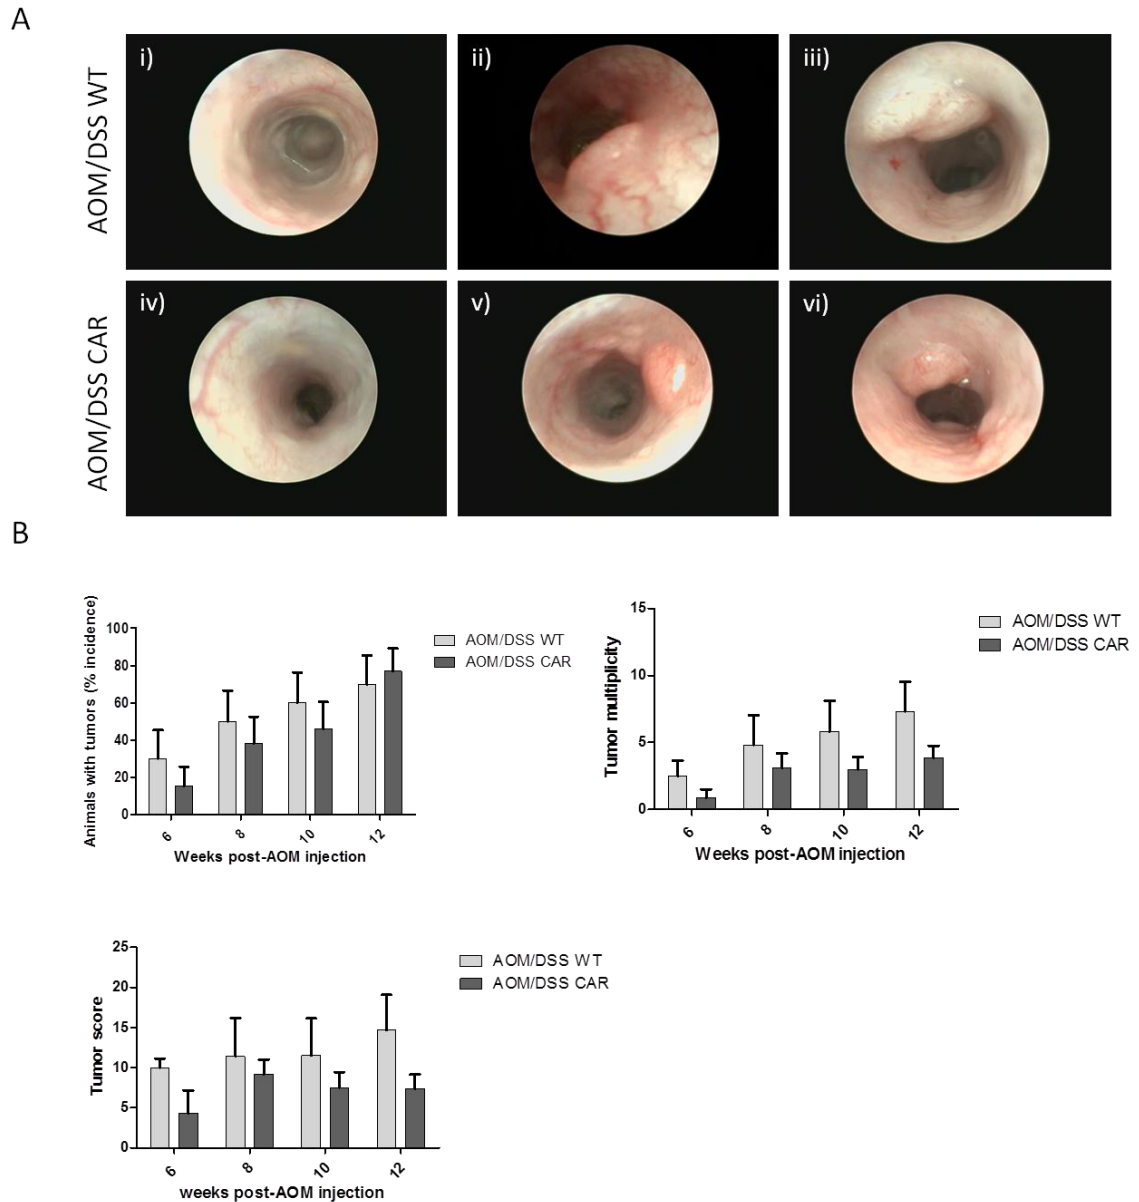 A
AOM/DSS WT
i)
ii)
iii)
AOM/DSS CAR
iv)
v)
vi)
B
Animals with tumors (% incidence)
100
80
60
40
20
0
6
8
10
12
Weeks post-AOM injection
AOM/DSS WT
AOM/DSS CAR
Tumor multiplicity
15
10
5
0
6
8
10
12
Weeks post-AOM injection
AOM/DSS WT
AOM/DSS CAR
Tumor score
25
20
15
10
5
0
6
8
10
12
weeks post-AOM injection
AOM/DSS WT
AOM/DSS CAR